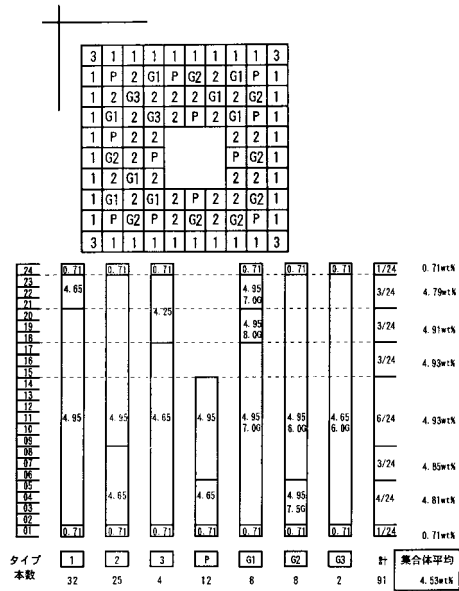 3 1 1 1 1 1 1 1 1 3
1 P 2 G1 P G2 2 G1 P 1
1 2 G3 2 2 2 G1 2 G2 1
1 G1 2 G3 2 P 2 G1 P 1
1 P 2 2 2 2 1
1 G2 2 P P G2 1
1 2 G1 2 2 2 1
1 G1 2 G1 2 P 2 2 2 1
1 P G2 P 2 G2 2 G2 P 1
3 1 1 1 1 1 1 1 1 3
24 0.71 0.71 0.71 0.71 0.71 0.71 1/24 0.71wt%
23
22 4.65 4.95 3/24 4.79wt%
21 7.0G
20 4.25
19 4.95 3/24 4.91wt%
18 8.0G
17
16 3/24 4.93wt%
15
14
13
12
11 4.95 4.95 4.65 4.95 4.95 4.95 4.65 6/24 4.93wt%
10 7.0G 6.0G 6.0G
09
08
07 3/24 4.85wt%
06
05
04 4.65 4.65 4.95 4/24 4.81wt%
03 7.5G
02
01 0.71 0.71 0.71 0.71 0.71 0.71 0.71 1/24 0.71wt%
タイプ 1 2 3 P G1 G2 G3 計 集合体平均
本数 32 25 4 12 8 8 2 91 4.53wt%